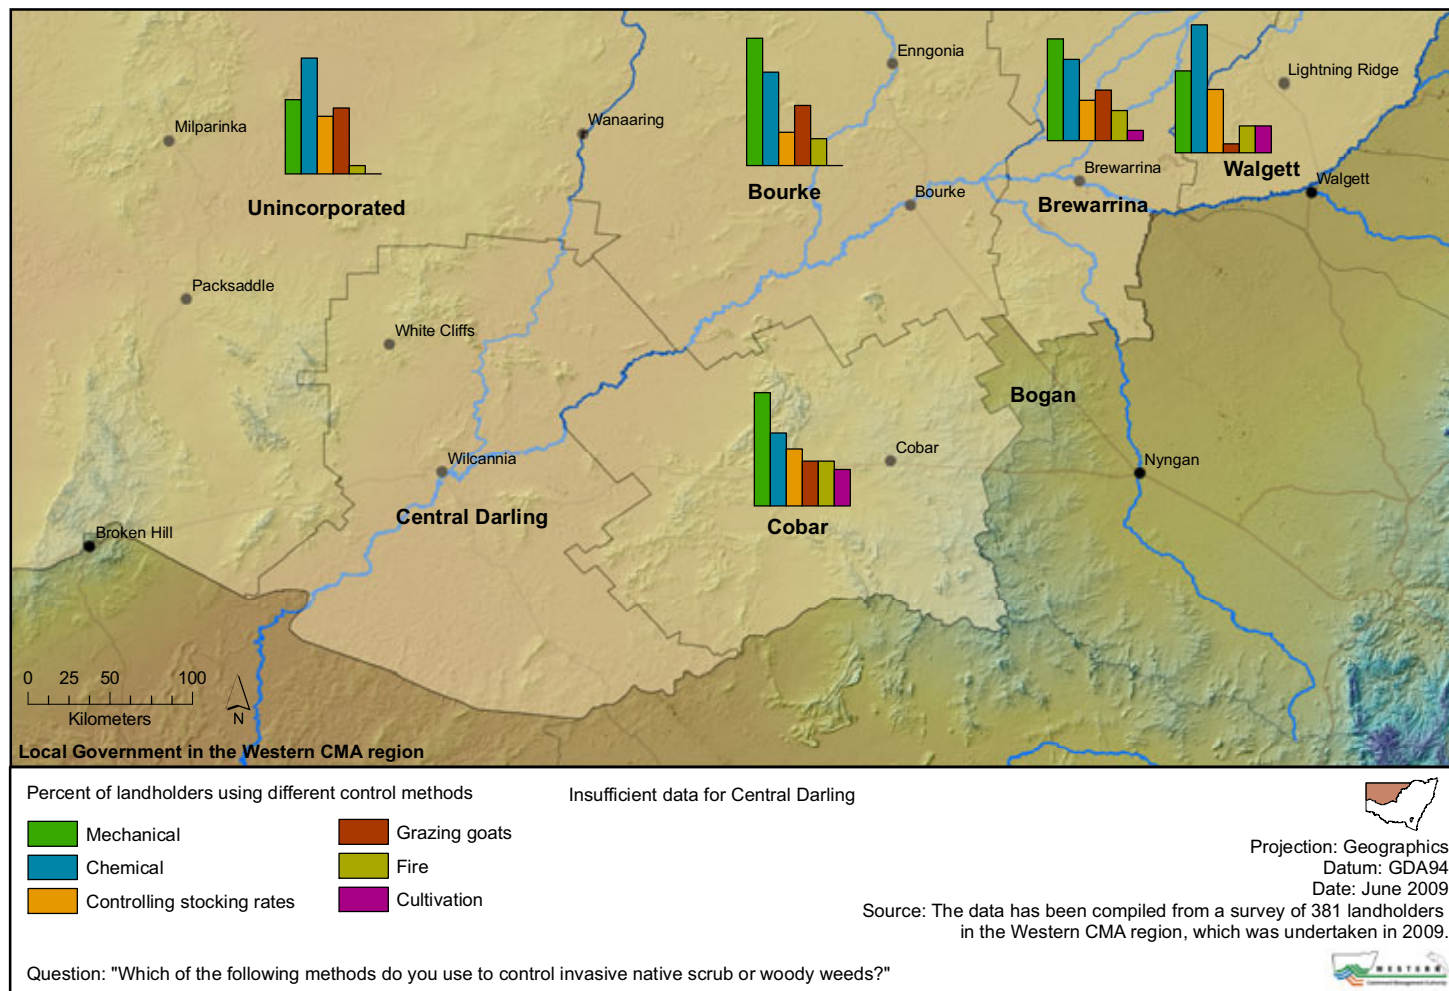 Enngonia
Lightning Ridge
Milparinka
Wanaaring
Brewarrina
Walgett
Walgett
Bourke
Bourke
Brewarrina
Unincorporated
Packsaddle
White Cliffs
Bogan
Cobar
Wilcannia
Nyngan
Central Darling
Cobar
Broken Hill
0 25 50 100
Kilometers
N
Local Government in the Western CMA region
Percent of landholders using different control methods
Insufficient data for Central Darling
Mechanical
Grazing goats
Chemical
Fire
Controlling stocking rates
Cultivation
Projection: Geographics
Datum: GDA94
Date: June 2009
Source: The data has been compiled from a survey of 381 landholders
in the Western CMA region, which was undertaken in 2009.
Question: "Which of the following methods do you use to control invasive native scrub or woody weeds?"
WESTERN
Catchment Management Authority